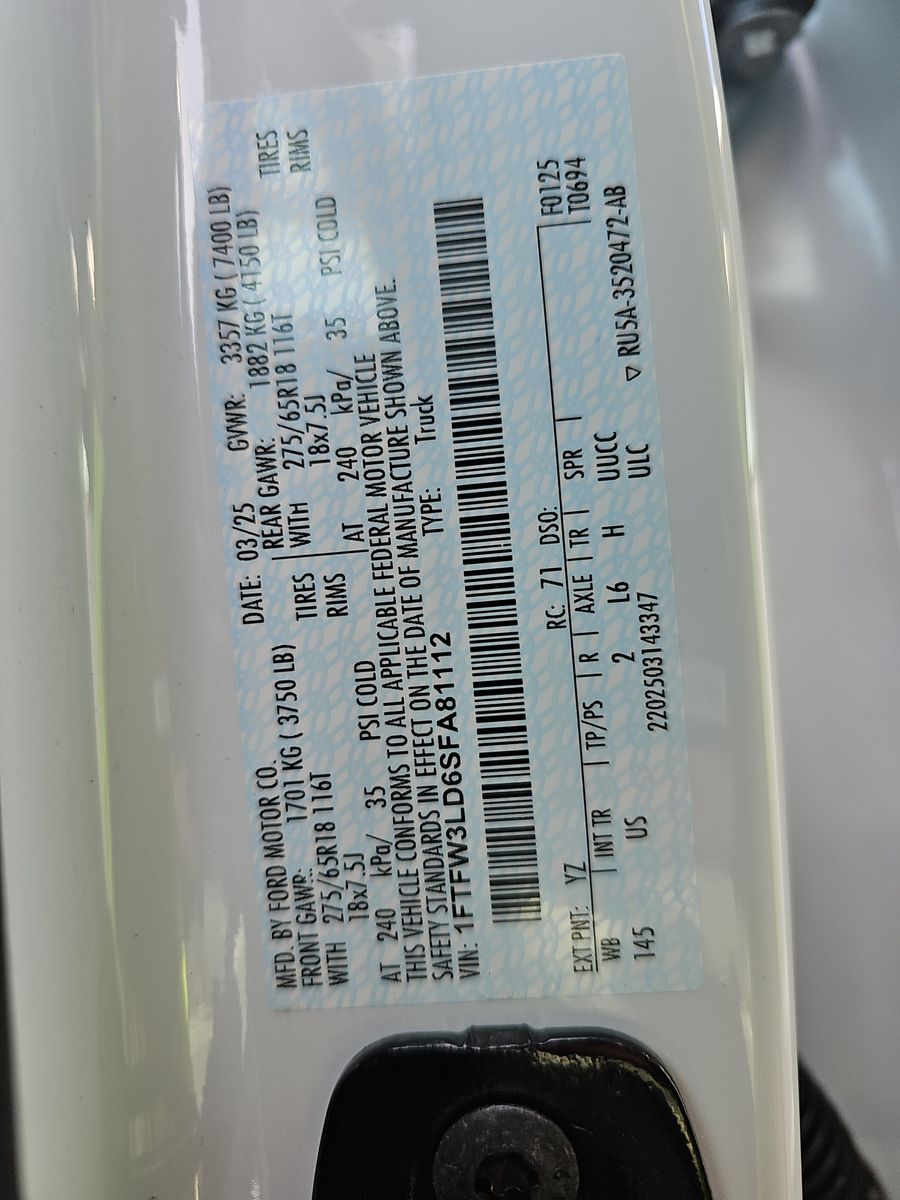 MFD. BY FORD MOTOR CO.
DATE: 03/25 GVWR: 3357 KG ( 7400 LB)
FRONT GAWR: 1701 KG ( 3750 LB) REAR GAWR: 1882 KG ( 4150 LB)
WITH 275/65R18 116T TIRES WITH 275/65R18 116T TIRES
18x7.5J RIMS 18x7.5J RIMS
AT 240 kPa/ 35 PSI COLD AT 240 kPa/ 35 PSI COLD
THIS VEHICLE CONFORMS TO ALL APPLICABLE FEDERAL MOTOR VEHICLE
SAFETY STANDARDS IN EFFECT ON THE DATE OF MANUFACTURE SHOWN ABOVE.
VIN: 1FTFW3LD6SFA81112 TYPE: Truck
F0125
T0694
EXT PNT: YZ RC: 71 DSO:
WB INT TR TP/PS R AXLE TR SPR
145 US 2 L6 H UUCC
ULC
2202503143347
▽ RU5A-3520472-AB